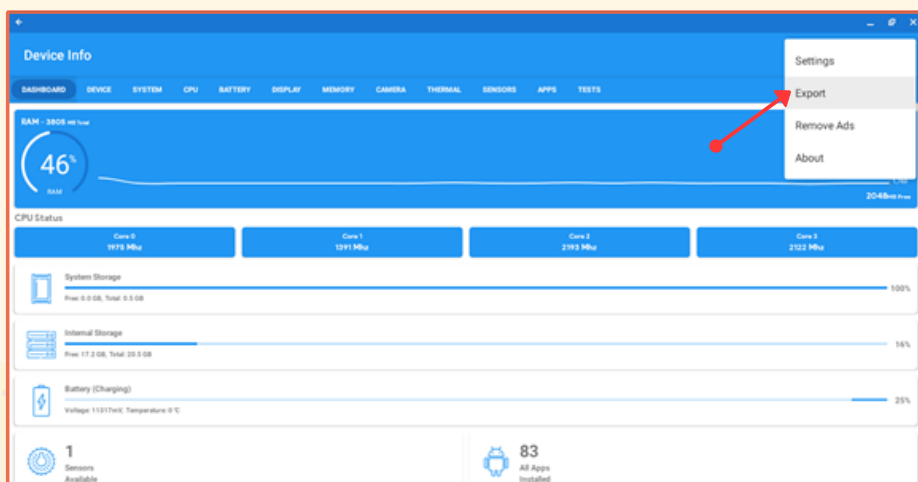 Device Info
Settings
Export
Remove Ads
About
DASHBOARD DEVICE SYSTEM CPU BATTERY DISPLAY MEMORY CAMERA THERMAL SENSORS APPS TESTS
RAM - 3805 MB Total
46%
RAM
2048MB Free
CPU Status
Core 0
1975 Mhz
Core 1
1391 Mhz
Core 2
2193 Mhz
Core 3
2122 Mhz
System Storage
100%
Free: 0.0 GB, Total: 0.5 GB
Internal Storage
16%
Free: 17.2 GB, Total: 20.5 GB
Battery (Charging)
25%
Voltage: 11317mV, Temperature: 0 °C
1
Sensors
Available
83
All Apps
Installed